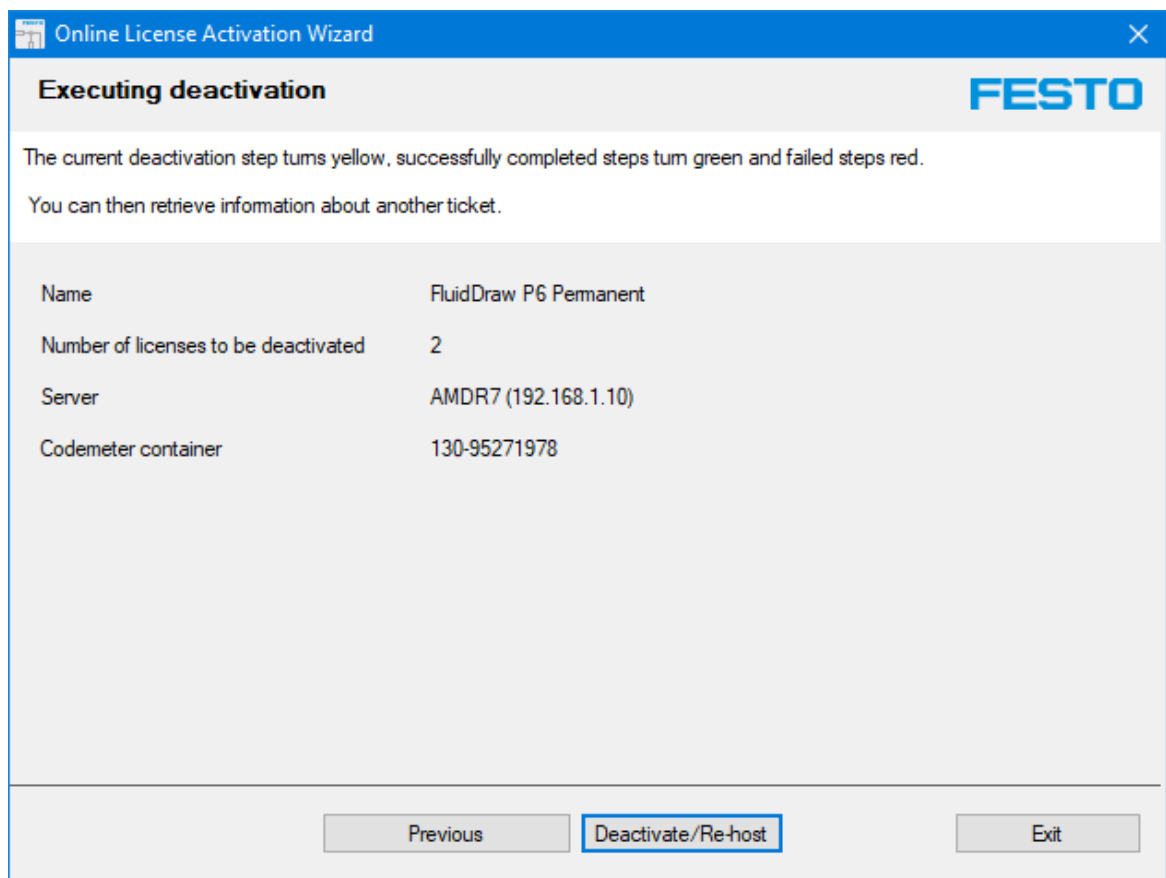 Online License Activation Wizard
Executing deactivation
FESTO
The current deactivation step turns yellow, successfully completed steps turn green and failed steps red.
You can then retrieve information about another ticket.
Name FluidDraw P6 Permanent
Number of licenses to be deactivated 2
Server AMDR7 (192.168.1.10)
Codemeter container 130-95271978
Previous Deactivate/Re-host Exit